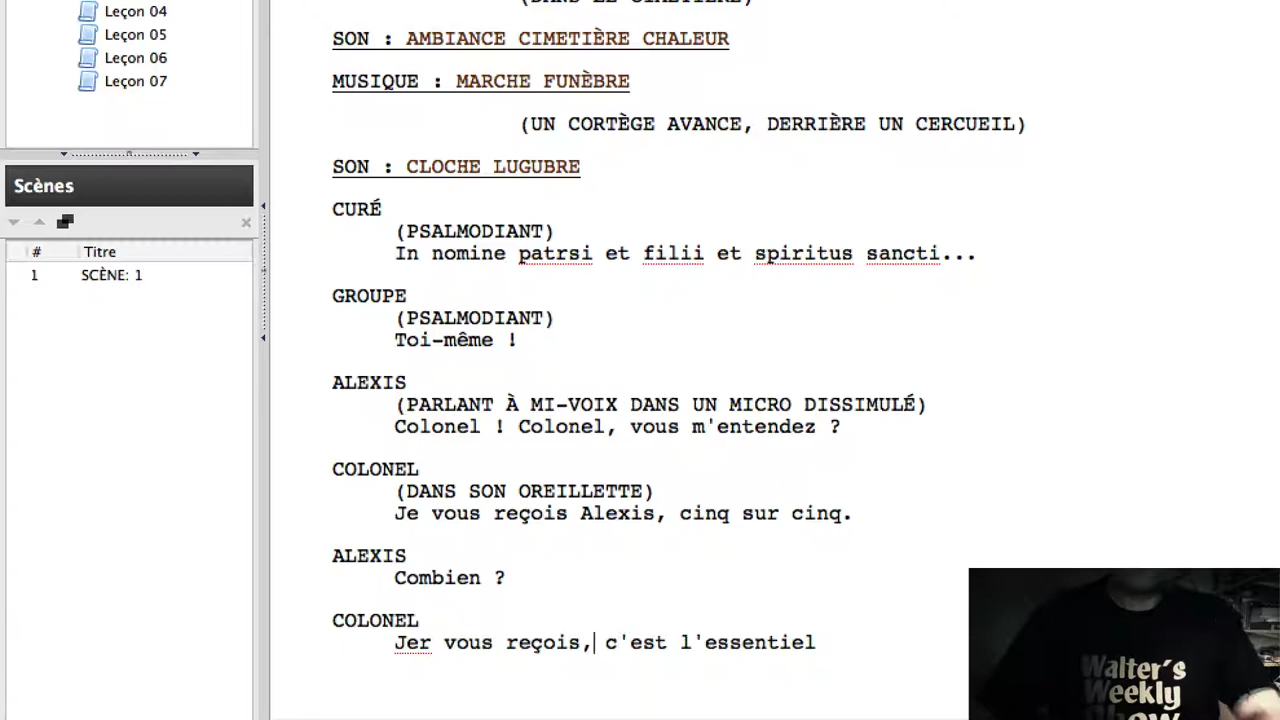 Leçon 04
Leçon 05
Leçon 06
Leçon 07
Scènes
# Titre
1 SCÈNE: 1
(DANS LE CIMETIÈRE)
SON : AMBIANCE CIMETIÈRE CHALEUR
MUSIQUE : MARCHE FUNÈBRE
(UN CORTÈGE AVANCE, DERRIÈRE UN CERCUEIL)
SON : CLOCHE LUGUBRE
CURÉ
(PSALMODIANT)
In nomine patrsi et filii et spiritus sancti...
GROUPE
(PSALMODIANT)
Toi-même !
ALEXIS
(PARLANT À MI-VOIX DANS UN MICRO DISSIMULÉ)
Colonel ! Colonel, vous m'entendez ?
COLONEL
(DANS SON OREILLETTE)
Je vous reçois Alexis, cinq sur cinq.
ALEXIS
Combien ?
COLONEL
Jer vous reçois, c'est l'essentiel
Walter's
Weekly
Show